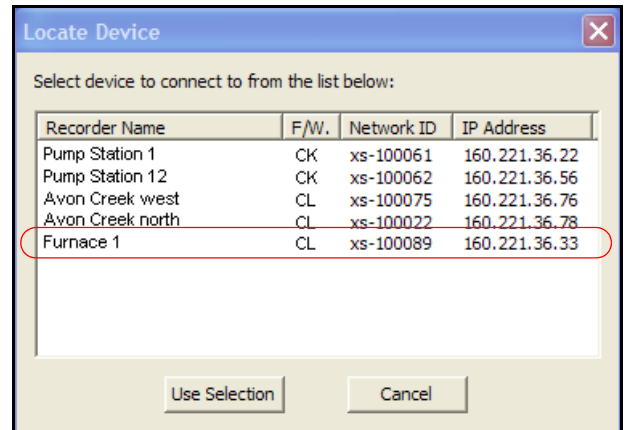 Locate Device
Select device to connect to from the list below:
Recorder Name F/W. Network ID IP Address
Pump Station 1 CK xs-100061 160.221.36.22
Pump Station 12 CK xs-100062 160.221.36.56
Avon Creek west CL xs-100075 160.221.36.76
Avon Creek north CL xs-100022 160.221.36.78
Furnace 1 CL xs-100089 160.221.36.33
Use Selection Cancel